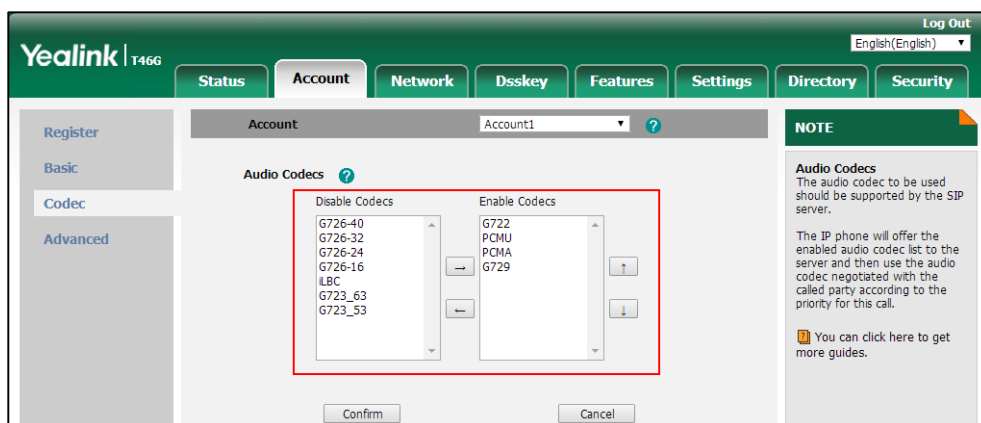 Log Out
Yealink | T46G
English(English)
Status Account Network Dsskey Features Settings Directory Security
Register
Basic
Codec
Advanced
Account Account1 ?
Audio Codecs ?
Disable Codecs
G726-40
G726-32
G726-24
G726-16
iLBC
G723_63
G723_53
→
←
Enable Codecs
G722
PCMU
PCMA
G729
↑
↓
Confirm Cancel
NOTE
Audio Codecs
The audio codec to be used
should be supported by the SIP
server.
The IP phone will offer the
enabled audio codec list to the
server and then use the audio
codec negotiated with the
called party according to the
priority for this call.
You can click here to get
more guides.